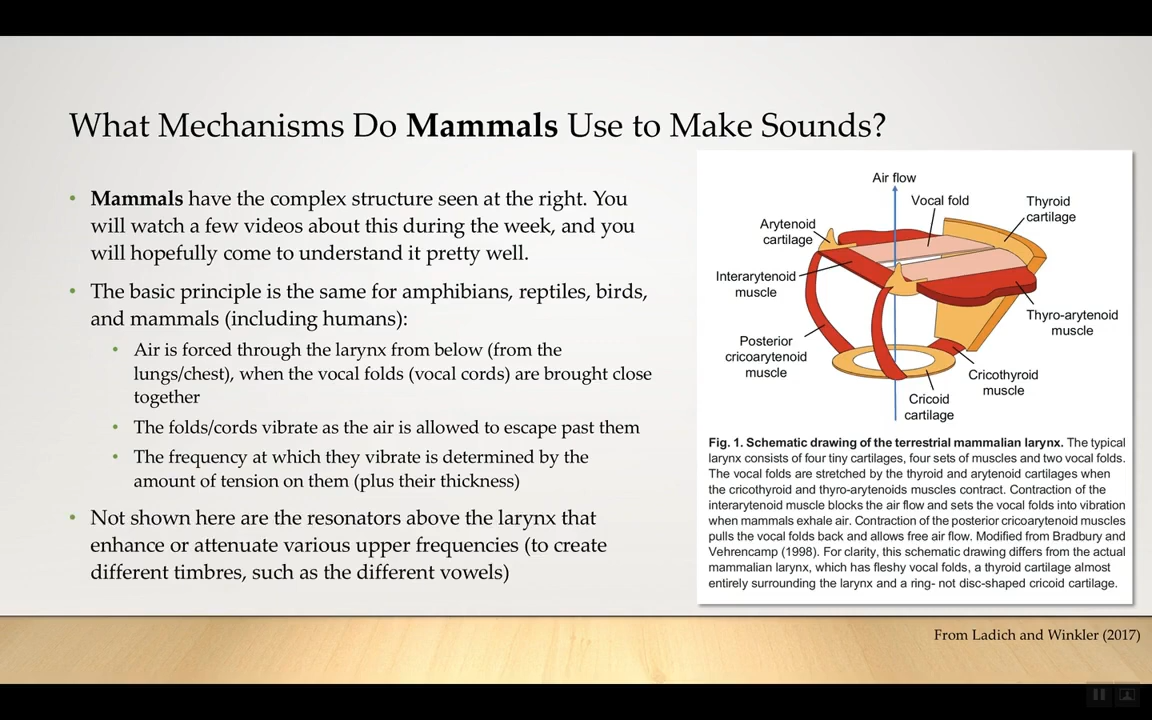 What Mechanisms Do Mammals Use to Make Sounds?
• Mammals have the complex structure seen at the right. You
will watch a few videos about this during the week, and you
will hopefully come to understand it pretty well.
• The basic principle is the same for amphibians, reptiles, birds,
and mammals (including humans):
• Air is forced through the larynx from below (from the
lungs/chest), when the vocal folds (vocal cords) are brought close
together
• The folds/cords vibrate as the air is allowed to escape past them
• The frequency at which they vibrate is determined by the
amount of tension on them (plus their thickness)
• Not shown here are the resonators above the larynx that
enhance or attenuate various upper frequencies (to create
different timbres, such as the different vowels)
Air flow
Vocal fold
Thyroid
cartilage
Arytenoid
cartilage
Interarytenoid
muscle
Thyro-arytenoid
muscle
Posterior
cricoarytenoid
muscle
Cricothyroid
muscle
Cricoid
cartilage
Fig. 1. Schematic drawing of the terrestrial mammalian larynx. The typical
larynx consists of four tiny cartilages, four sets of muscles and two vocal folds.
The vocal folds are stretched by the thyroid and arytenoid cartilages when
the cricothyroid and thyro-arytenoids muscles contract. Contraction of the
interarytenoid muscle blocks the air flow and sets the vocal folds into vibration
when mammals exhale air. Contraction of the posterior cricoarytenoid muscles
pulls the vocal folds back and allows free air flow. Modified from Bradbury and
Vehrencamp (1998). For clarity, this schematic drawing differs from the actual
mammalian larynx, which has fleshy vocal folds, a thyroid cartilage almost
entirely surrounding the larynx and a ring- not disc-shaped cricoid cartilage.
From Ladich and Winkler (2017)